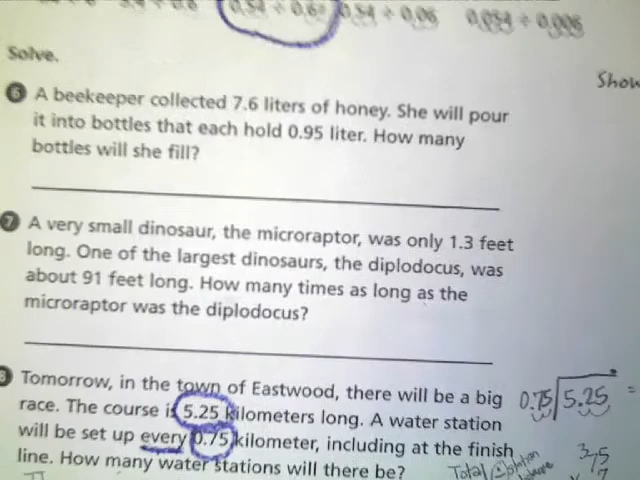 0.54 ÷ 0.6 0.54 ÷ 0.06 0.054 ÷ 0.006
Solve.
Show
6 A beekeeper collected 7.6 liters of honey. She will pour
it into bottles that each hold 0.95 liter. How many
bottles will she fill?
7 A very small dinosaur, the microraptor, was only 1.3 feet
long. One of the largest dinosaurs, the diplodocus, was
about 91 feet long. How many times as long as the
microraptor was the diplodocus?
8 Tomorrow, in the town of Eastwood, there will be a big
race. The course is 5.25 kilometers long. A water station
will be set up every 0.75 kilometer, including at the finish
line. How many water stations will there be?
0.75 5.25 =
Total station